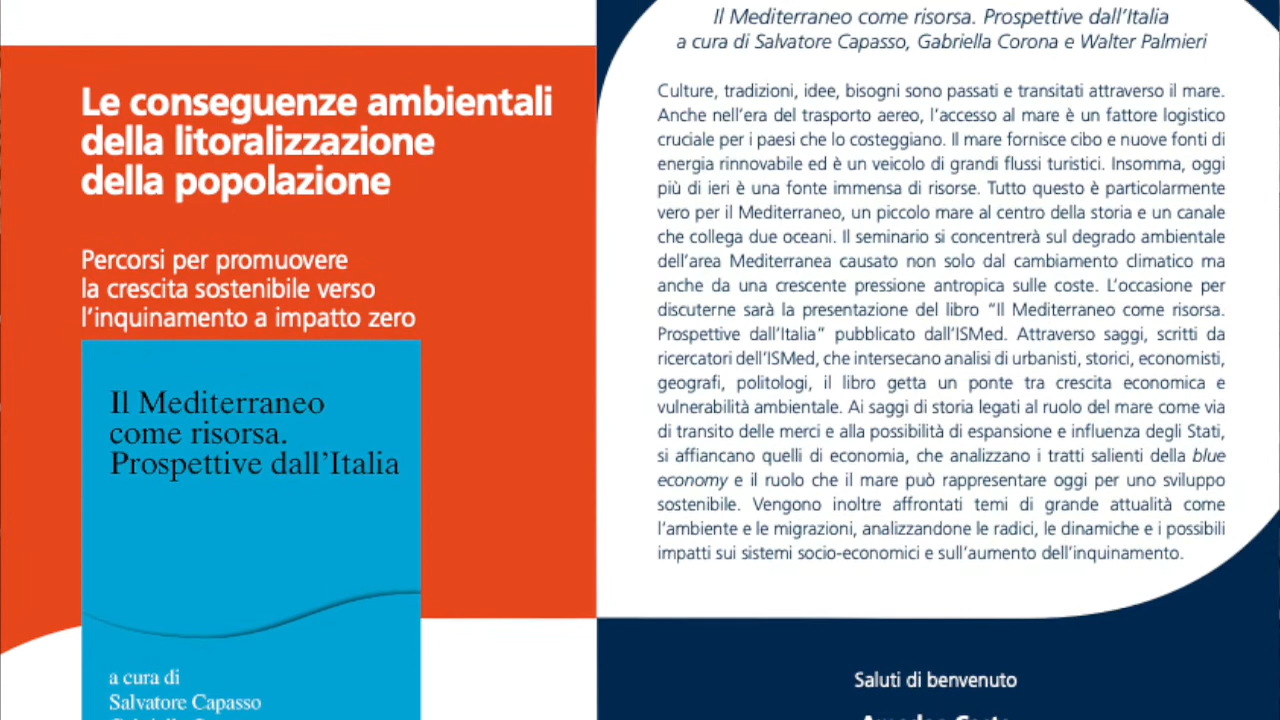 Le conseguenze ambientali
della litoralizzazione
della popolazione
Percorsi per promuovere
la crescita sostenibile verso
l'inquinamento a impatto zero
Il Mediterraneo
come risorsa.
Prospettive dall'Italia
a cura di
Salvatore Capasso
Il Mediterraneo come risorsa. Prospettive dall'Italia
a cura di Salvatore Capasso, Gabriella Corona e Walter Palmieri
Culture, tradizioni, idee, bisogni sono passati e transitati attraverso il mare.
Anche nell'era del trasporto aereo, l'accesso al mare è un fattore logistico
cruciale per i paesi che lo costeggiano. Il mare fornisce cibo e nuove fonti di
energia rinnovabile ed è un veicolo di grandi flussi turistici. Insomma, oggi
più di ieri è una fonte immensa di risorse. Tutto questo è particolarmente
vero per il Mediterraneo, un piccolo mare al centro della storia e un canale
che collega due oceani. Il seminario si concentrerà sul degrado ambientale
dell'area Mediterranea causato non solo dal cambiamento climatico ma
anche da una crescente pressione antropica sulle coste. L'occasione per
discuterne sarà la presentazione del libro "Il Mediterraneo come risorsa.
Prospettive dall'Italia" pubblicato dall'ISMed. Attraverso saggi, scritti da
ricercatori dell'ISMed, che intersecano analisi di urbanisti, storici, economisti,
geografi, politologi, il libro getta un ponte tra crescita economica e
vulnerabilità ambientale. Ai saggi di storia legati al ruolo del mare come via
di transito delle merci e alla possibilità di espansione e influenza degli Stati,
si affiancano quelli di economia, che analizzano i tratti salienti della blue
economy e il ruolo che il mare può rappresentare oggi per uno sviluppo
sostenibile. Vengono inoltre affrontati temi di grande attualità come
l'ambiente e le migrazioni, analizzandone le radici, le dinamiche e i possibili
impatti sui sistemi socio-economici e sull'aumento dell'inquinamento.
Saluti di benvenuto